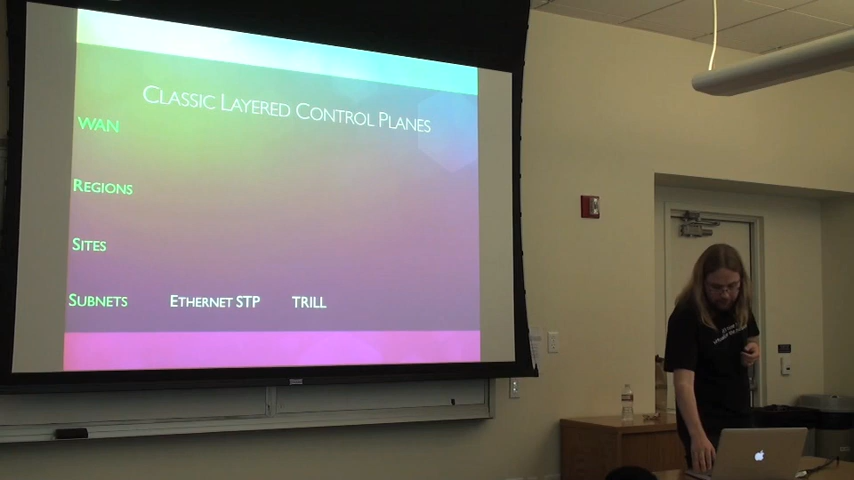 Classic Layered Control Planes
WAN
Regions
Sites
Subnets Ethernet STP TRILL